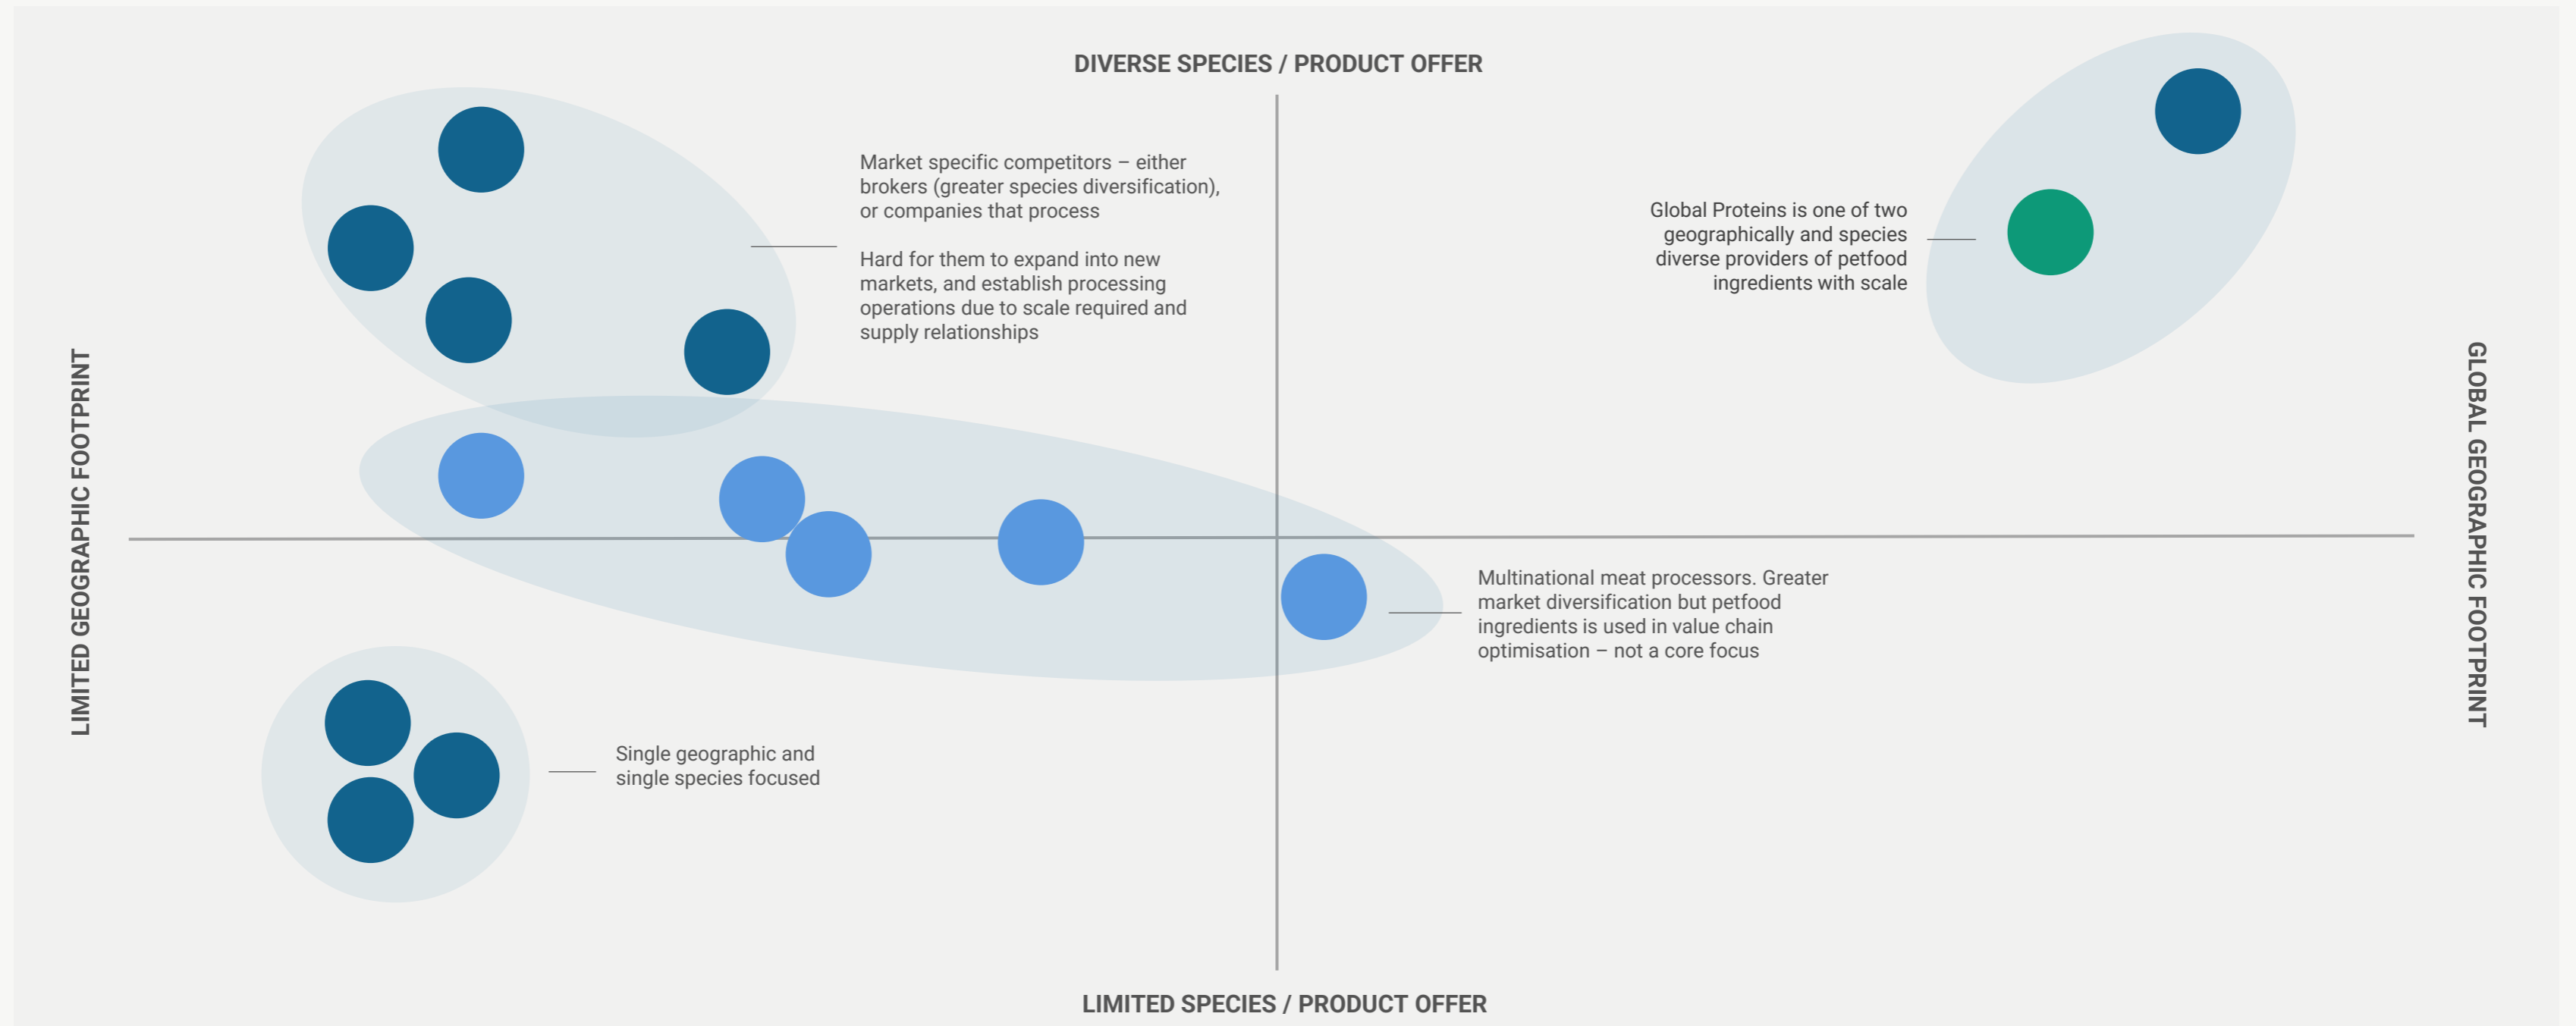 DIVERSE SPECIES / PRODUCT OFFER
Market specific competitors – either
brokers (greater species diversification),
or companies that process
Hard for them to expand into new
markets, and establish processing
operations due to scale required and
supply relationships
Global Proteins is one of two
geographically and species
diverse providers of petfood
ingredients with scale
LIMITED GEOGRAPHIC FOOTPRINT
GLOBAL GEOGRAPHIC FOOTPRINT
Multinational meat processors. Greater
market diversification but petfood
ingredients is used in value chain
optimisation – not a core focus
Single geographic and
single species focused
LIMITED SPECIES / PRODUCT OFFER